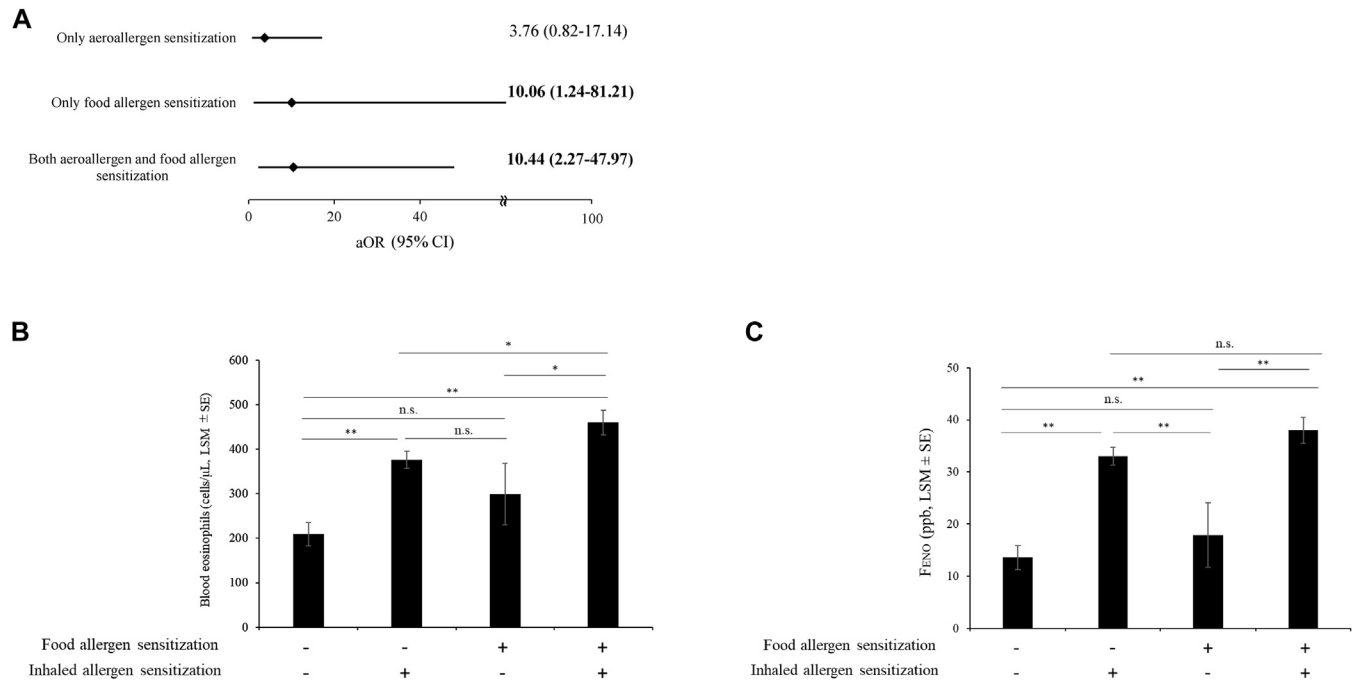 A
Only aeroallergen sensitization
3.76 (0.82-17.14)
Only food allergen sensitization
10.06 (1.24-81.21)
Both aeroallergen and food allergen
sensitization
10.44 (2.27-47.97)
0 20 40 100
aOR (95% CI)
B
Blood eosinophils (cells/μL, LSM ± SE)
600
500
400
300
200
100
0
*
*
**
n.s.
** n.s.
Food allergen sensitization - - + +
Inhaled allergen sensitization - + - +
C
FENO (ppb, LSM ± SE)
50
40
30
20
10
0
n.s.
**
**
n.s.
** **
Food allergen sensitization - - + +
Inhaled allergen sensitization - + - +